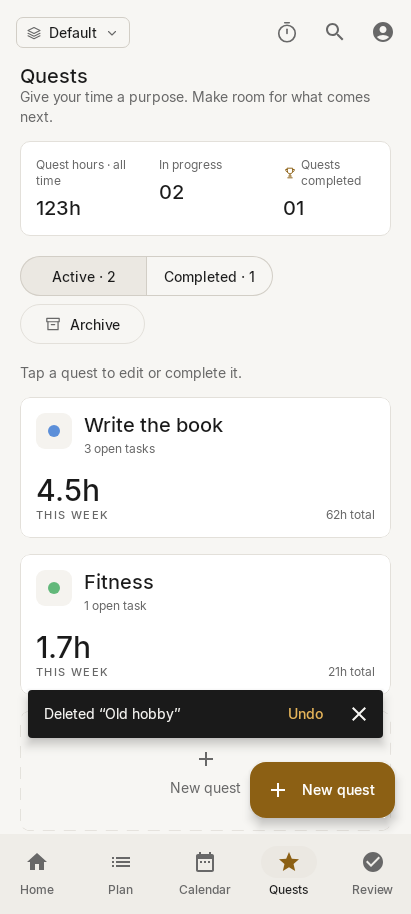 Default
Quests
Give your time a purpose. Make room for what comes
next.
Quest hours · all
time
123h
In progress
02
Quests
completed
01
Active · 2
Completed · 1
Archive
Tap a quest to edit or complete it.
Write the book
3 open tasks
4.5h
THIS WEEK
62h total
Fitness
1 open task
1.7h
THIS WEEK
21h total
Deleted “Old hobby”
Undo
New quest
New quest
Home
Plan
Calendar
Quests
Review